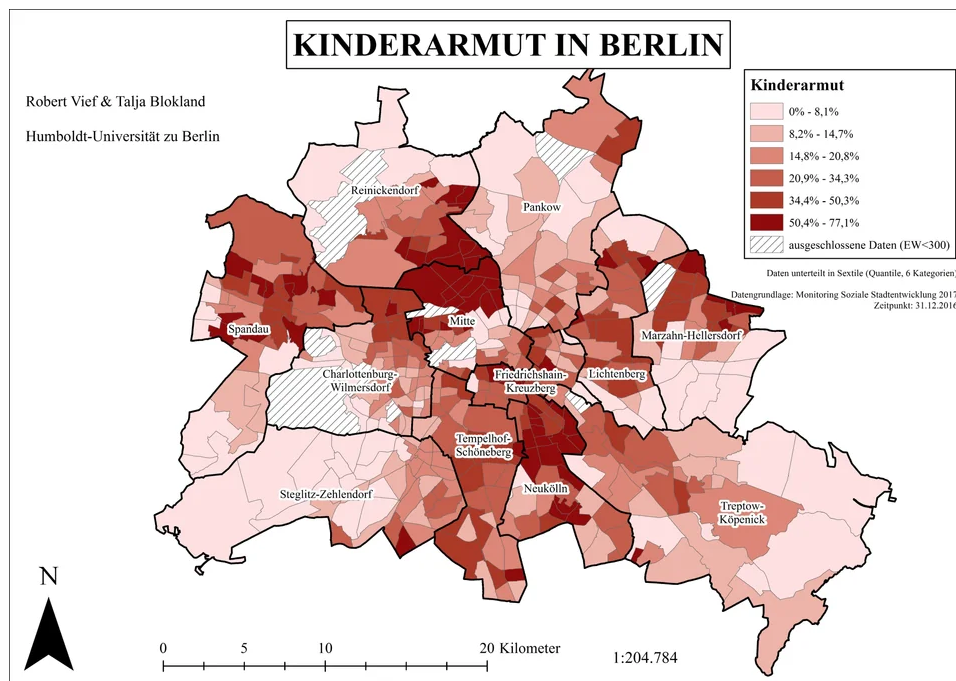 KINDERARMUT IN BERLIN
Robert Vief & Talja Blokland
Humboldt-Universität zu Berlin
Kinderarmut
0% - 8,1%
8,2% - 14,7%
14,8% - 20,8%
20,9% - 34,3%
34,4% - 50,3%
50,4% - 77,1%
ausgeschlossene Daten (EW<300)
Daten unterteilt in Sextile (Quantile, 6 Kategorien)
Datengrundlage: Monitoring Soziale Stadtentwicklung 2017
Zeitpunkt: 31.12.2016
Reinickendorf
Pankow
Spandau
Mitte
Marzahn-Hellersdorf
Charlottenburg-
Wilmersdorf
Friedrichshain-
Kreuzberg
Lichtenberg
Tempelhof-
Schöneberg
Neukölln
Steglitz-Zehlendorf
Treptow-
Köpenick
N
0 5 10 20 Kilometer
1:204.784